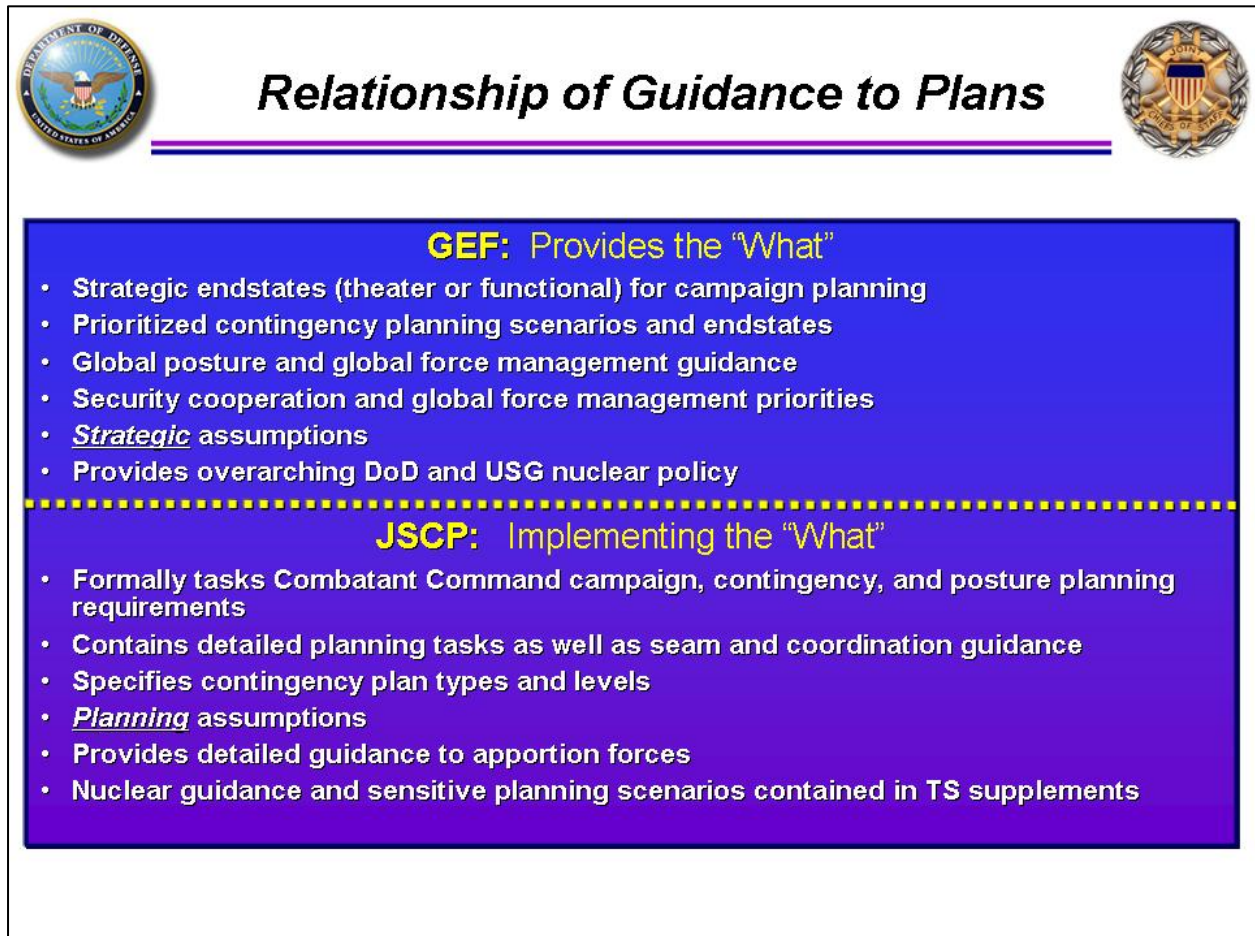 DEPARTMENT OF DEFENSE
UNITED STATES OF AMERICA
Relationship of Guidance to Plans
JOINT
CHIEFS OF STAFF
GEF: Provides the “What”
• Strategic endstates (theater or functional) for campaign planning
• Prioritized contingency planning scenarios and endstates
• Global posture and global force management guidance
• Security cooperation and global force management priorities
• Strategic assumptions
• Provides overarching DoD and USG nuclear policy
JSCP: Implementing the “What”
• Formally tasks Combatant Command campaign, contingency, and posture planning
requirements
• Contains detailed planning tasks as well as seam and coordination guidance
• Specifies contingency plan types and levels
• Planning assumptions
• Provides detailed guidance to apportion forces
• Nuclear guidance and sensitive planning scenarios contained in TS supplements